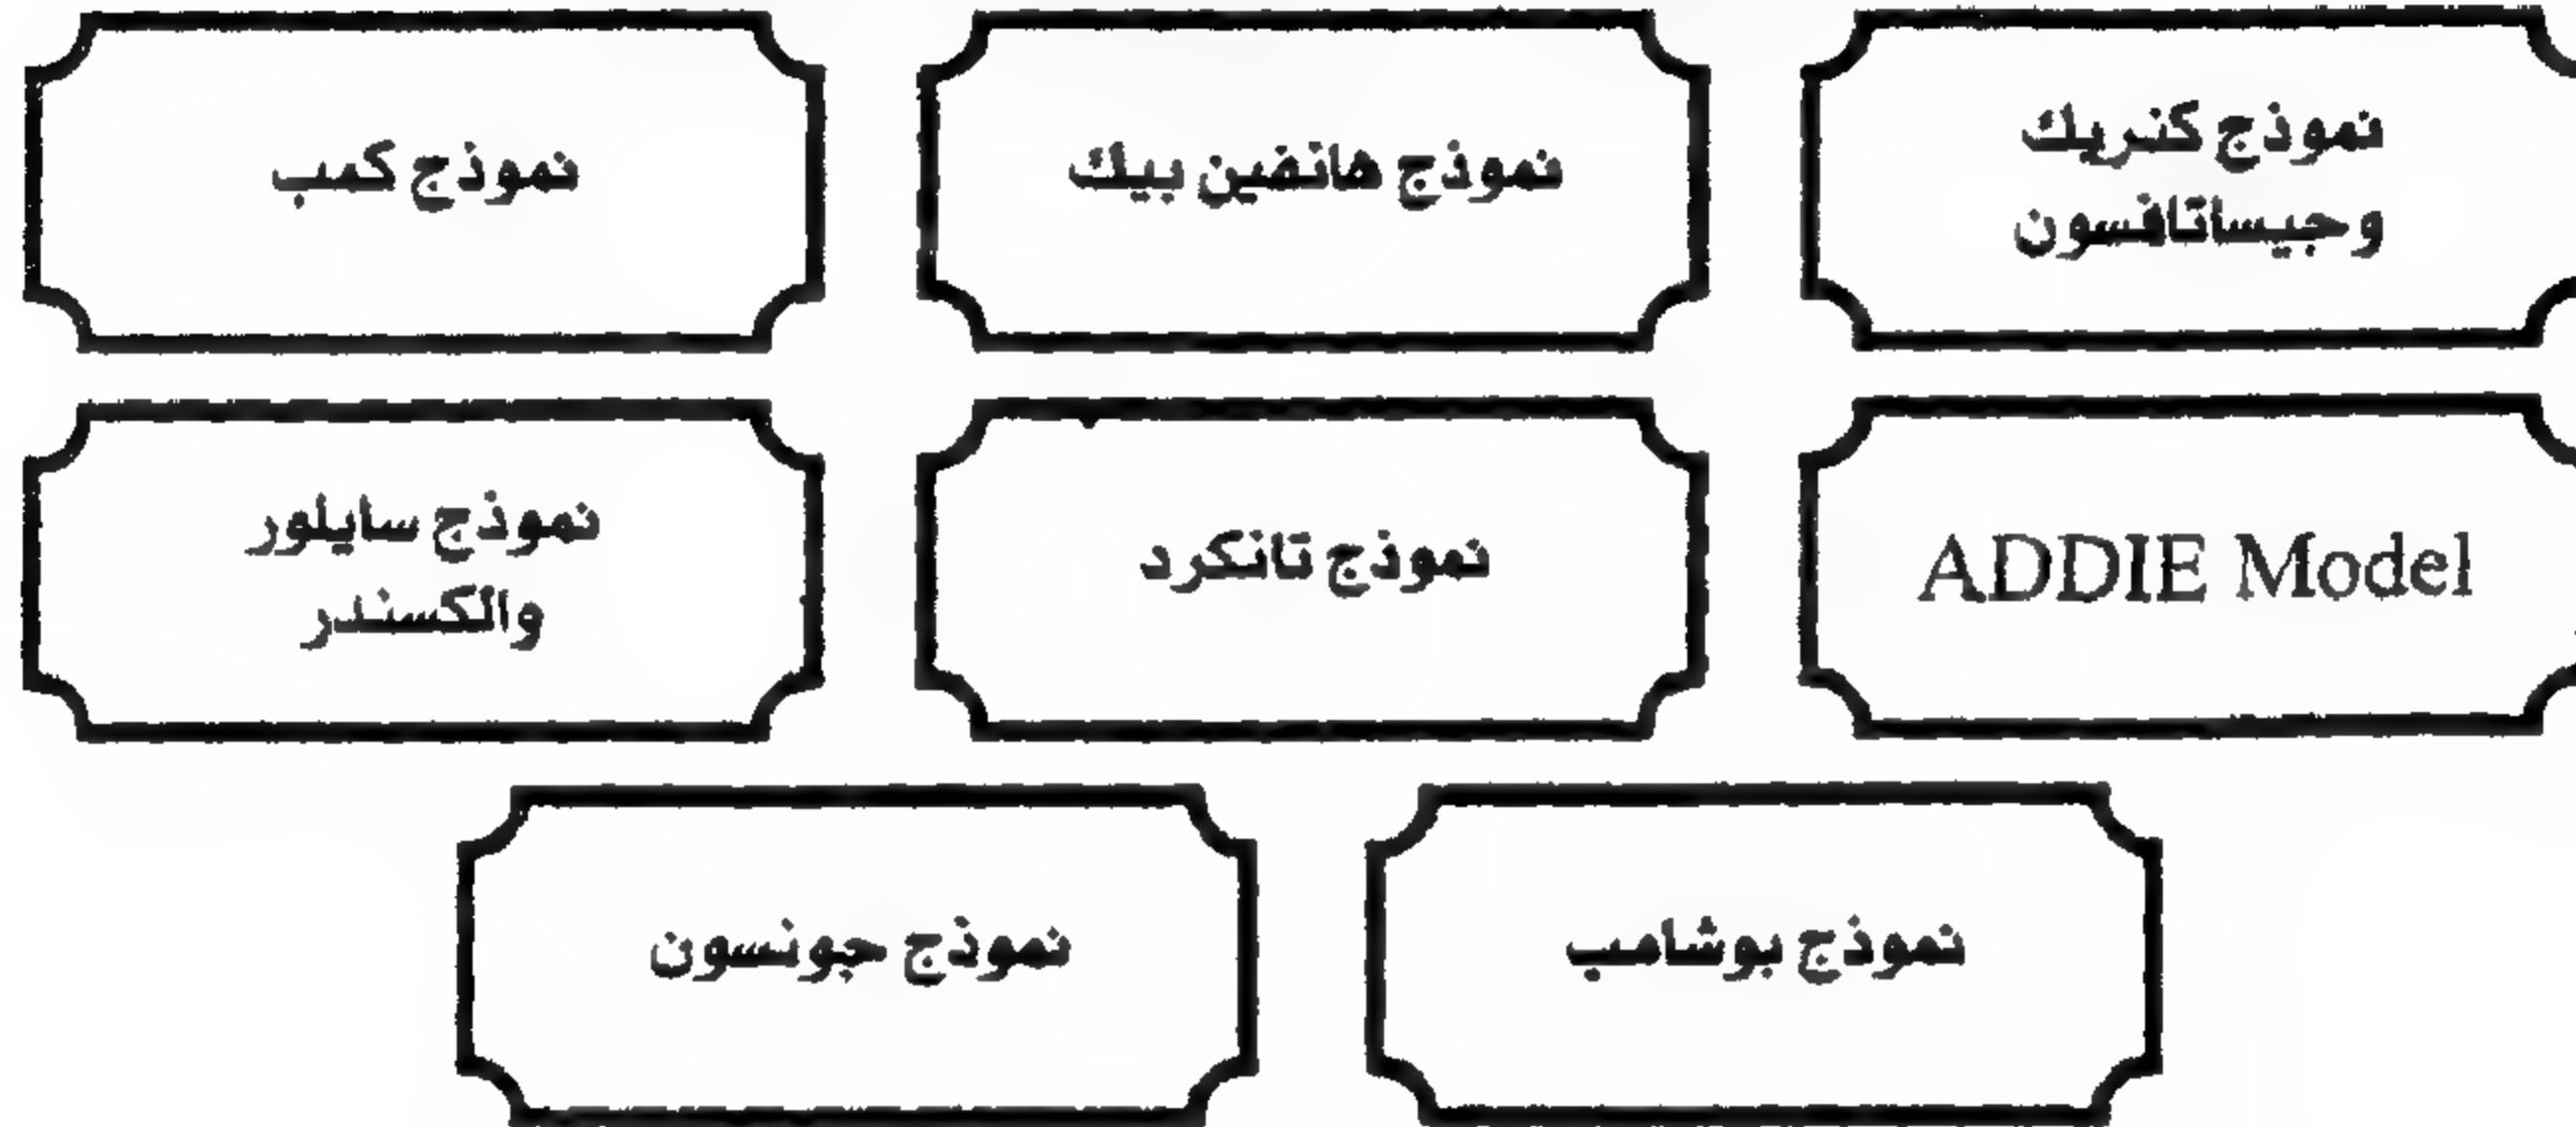 نموذج كنريك
وجيساتافسون
نموذج هانفين بيك
نموذج كمب
ADDIE Model
نموذج تانكرد
نموذج سايلور
والكسندر
نموذج بوشامب
نموذج جونسون